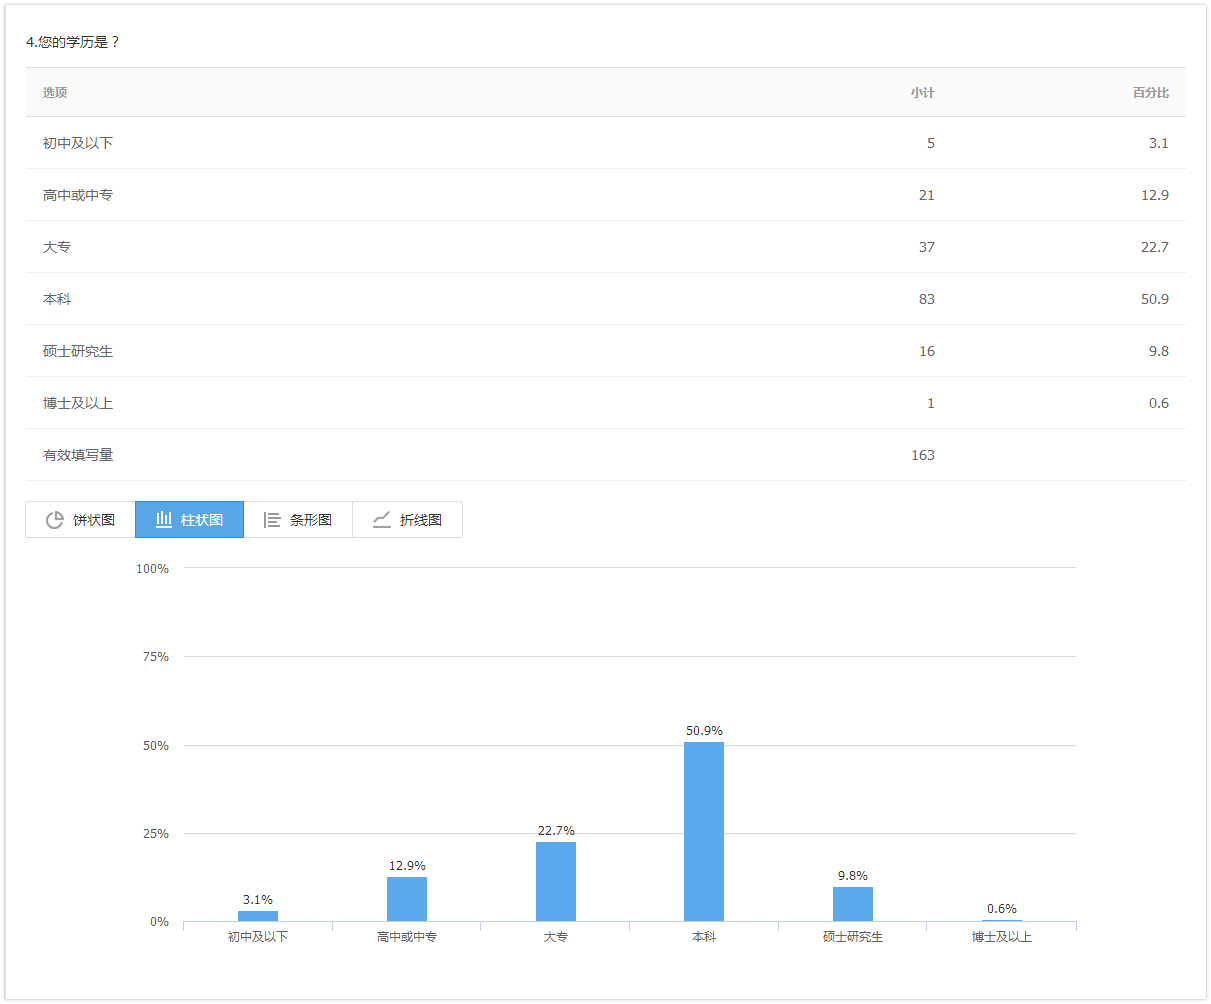 4.您的学历是？
选项 小计 百分比
初中及以下 5 3.1
高中或中专 21 12.9
大专 37 22.7
本科 83 50.9
硕士研究生 16 9.8
博士及以上 1 0.6
有效填写量 163
饼状图 柱状图 条形图 折线图
100%
75%
50.9%
50%
22.7%
25%
12.9%
9.8%
3.1%
0.6%
0%
初中及以下 高中或中专 大专 本科 硕士研究生 博士及以上